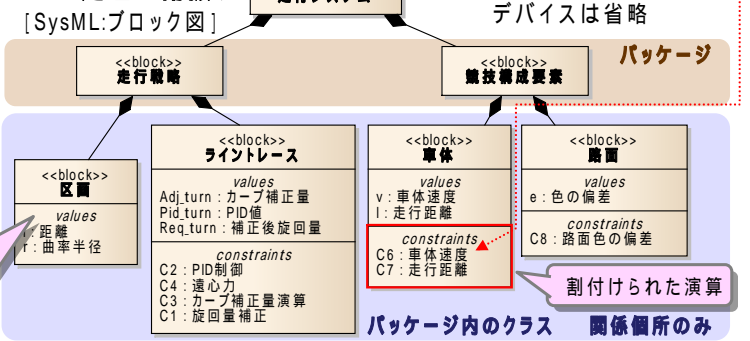 [SysML:ブロック図]
デバイスは省略
パッケージ
<<block>>
走行戦略
<<block>>
競技構成要素
<<block>>
区画
values
:距離
r:曲率半径
<<block>>
ライントレース
values
Adj_turn:カーブ補正量
Pid_turn:PID値
Req_turn:補正後旋回量
constraints
C2:PID制御
C4:遠心力
C3:カーブ補正量演算
C1:旋回量補正
<<block>>
車体
values
v:車体速度
l:走行距離
constraints
C6:車体速度
C7:走行距離
<<block>>
路面
values
e:色の偏差
constraints
C8:路面色の偏差
割付けられた演算
パッケージ内のクラス 関係個所のみ